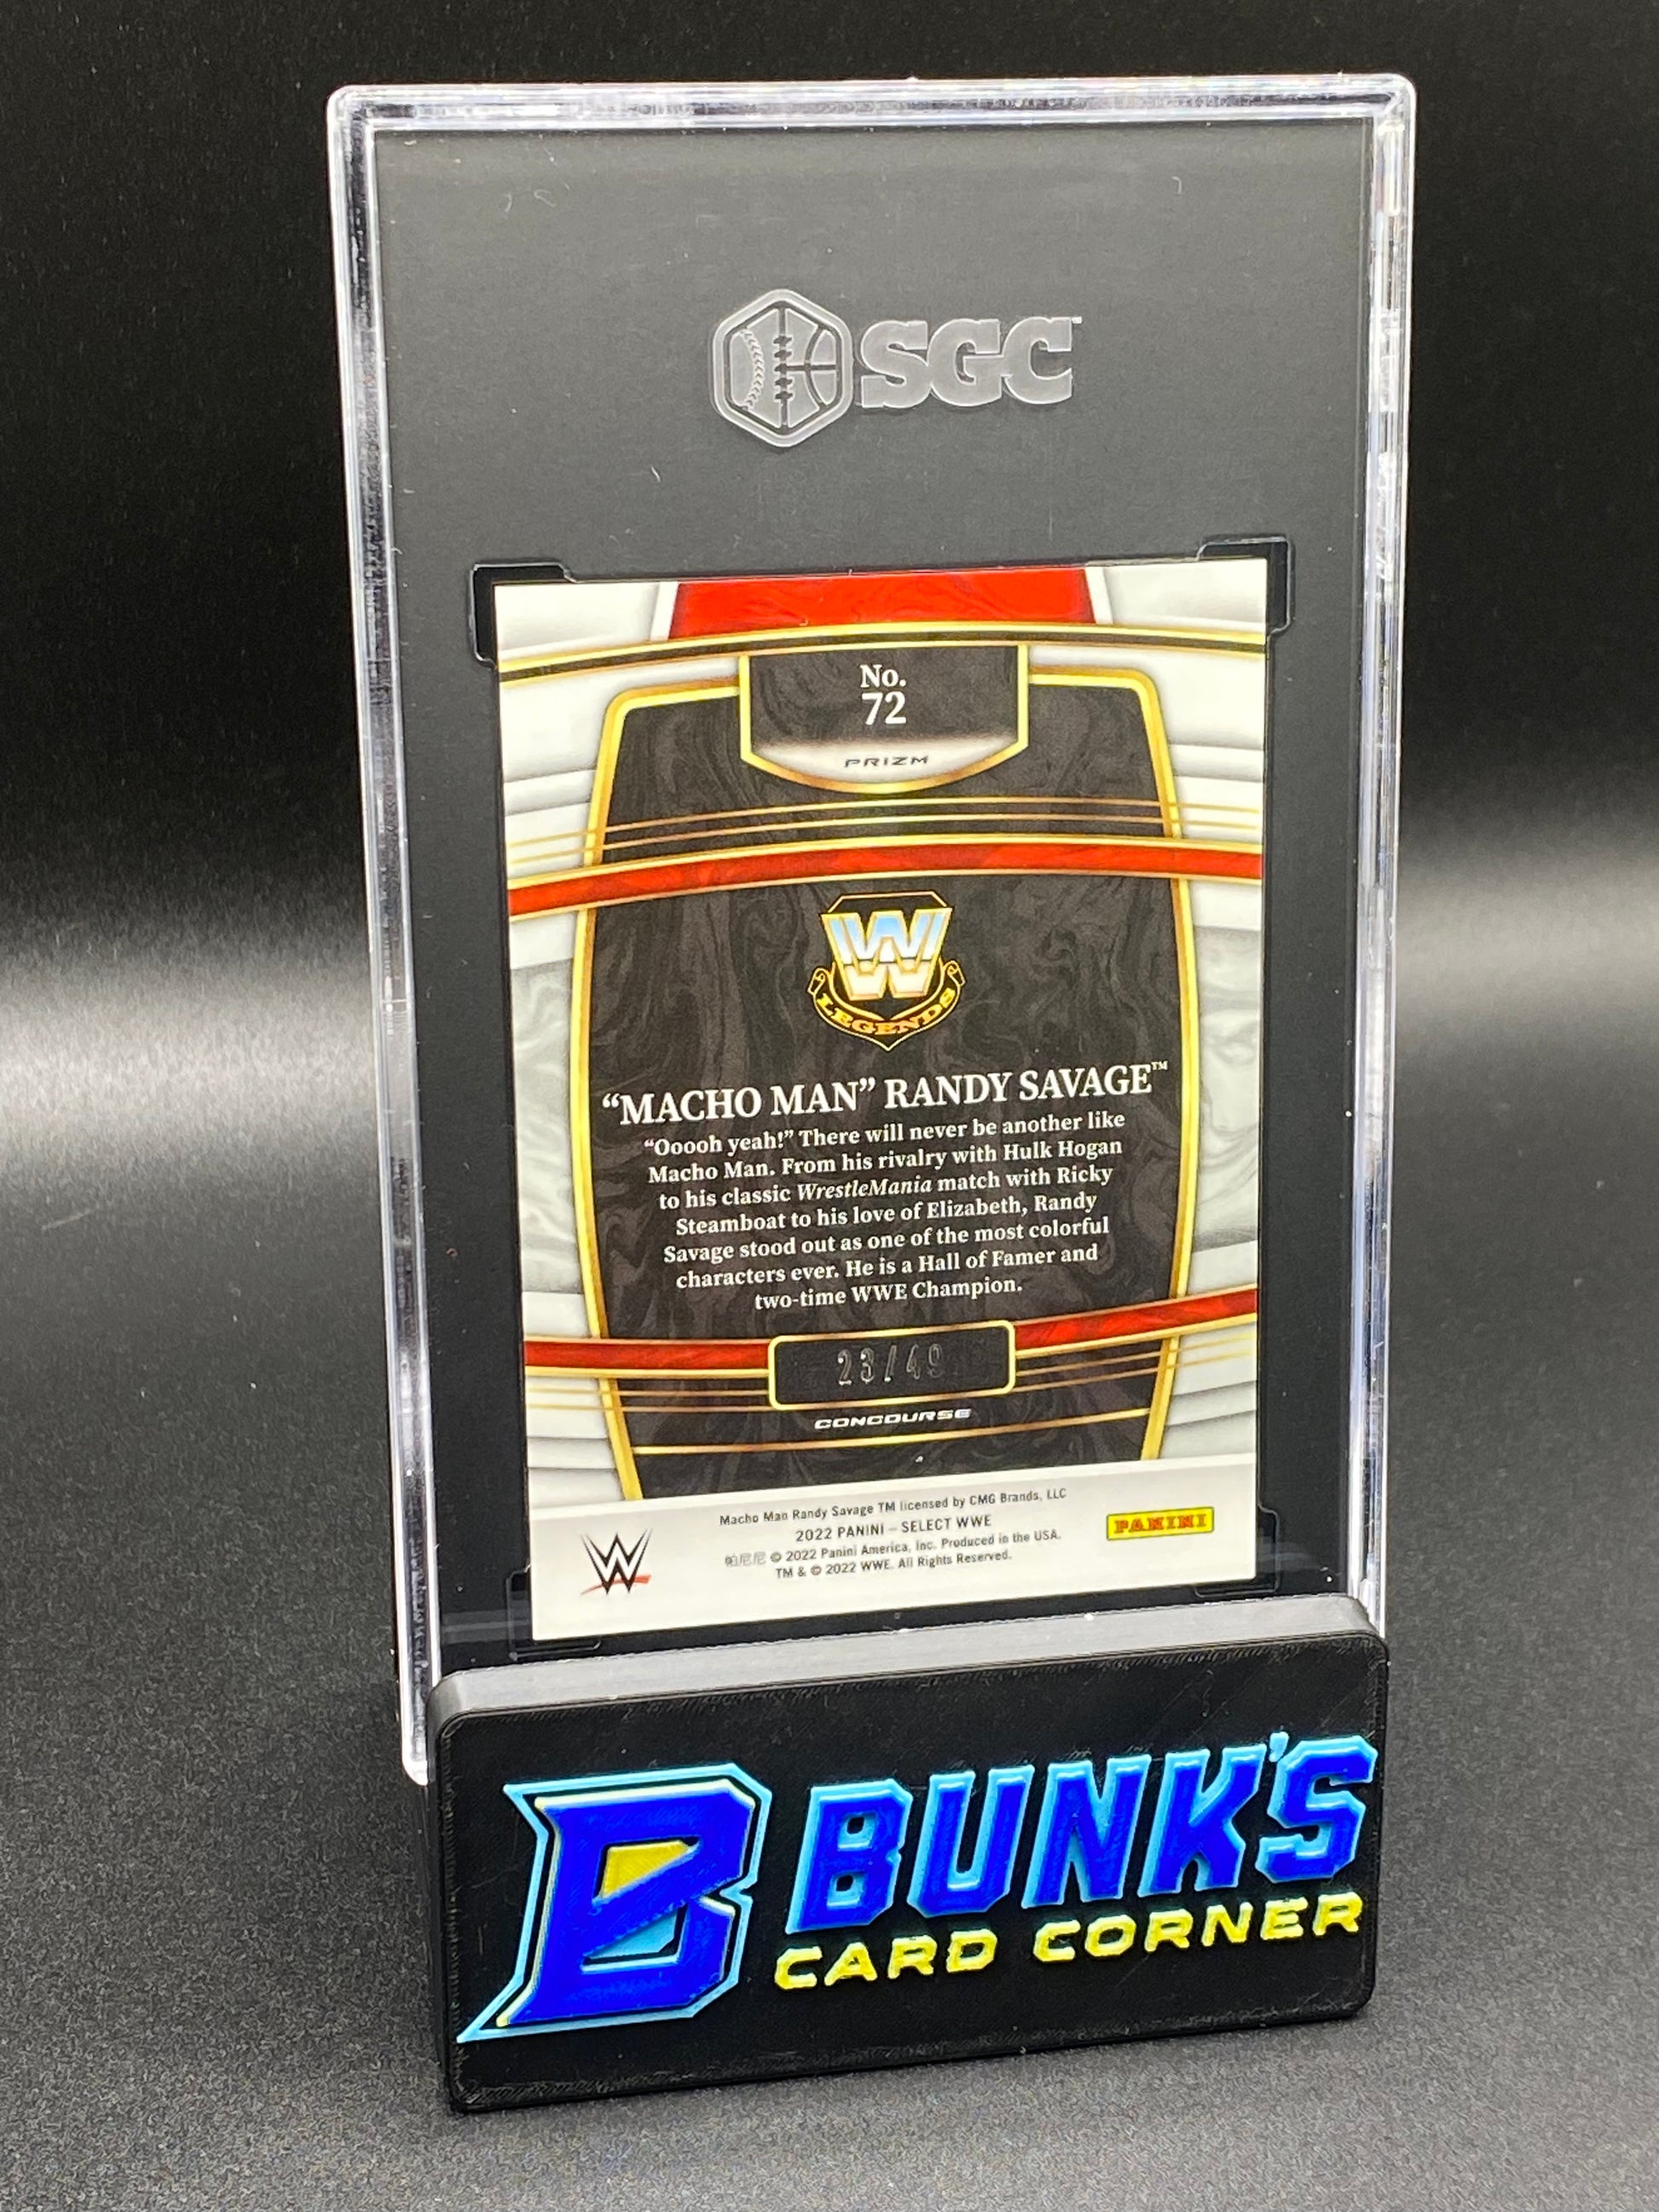 SGC™
No.
72
PRIZM
W
LEGENDS
"MACHO MAN" RANDY SAVAGE™
"Ooooh yeah!" There will never be another like
Macho Man. From his rivalry with Hulk Hogan
to his classic WrestleMania match with Ricky
Steamboat to his love of Elizabeth, Randy
Savage stood out as one of the most colorful
characters ever. He is a Hall of Famer and
two-time WWE Champion.
23/49
CONCOURSE
Macho Man Randy Savage TM licensed by CMG Brands, LLC
2022 PANINI – SELECT WWE
帕尼尼 © 2022 Panini America, Inc. Produced in the USA.
TM & © 2022 WWE. All Rights Reserved.
W
PANINI
B BUNK'S
CARD CORNER